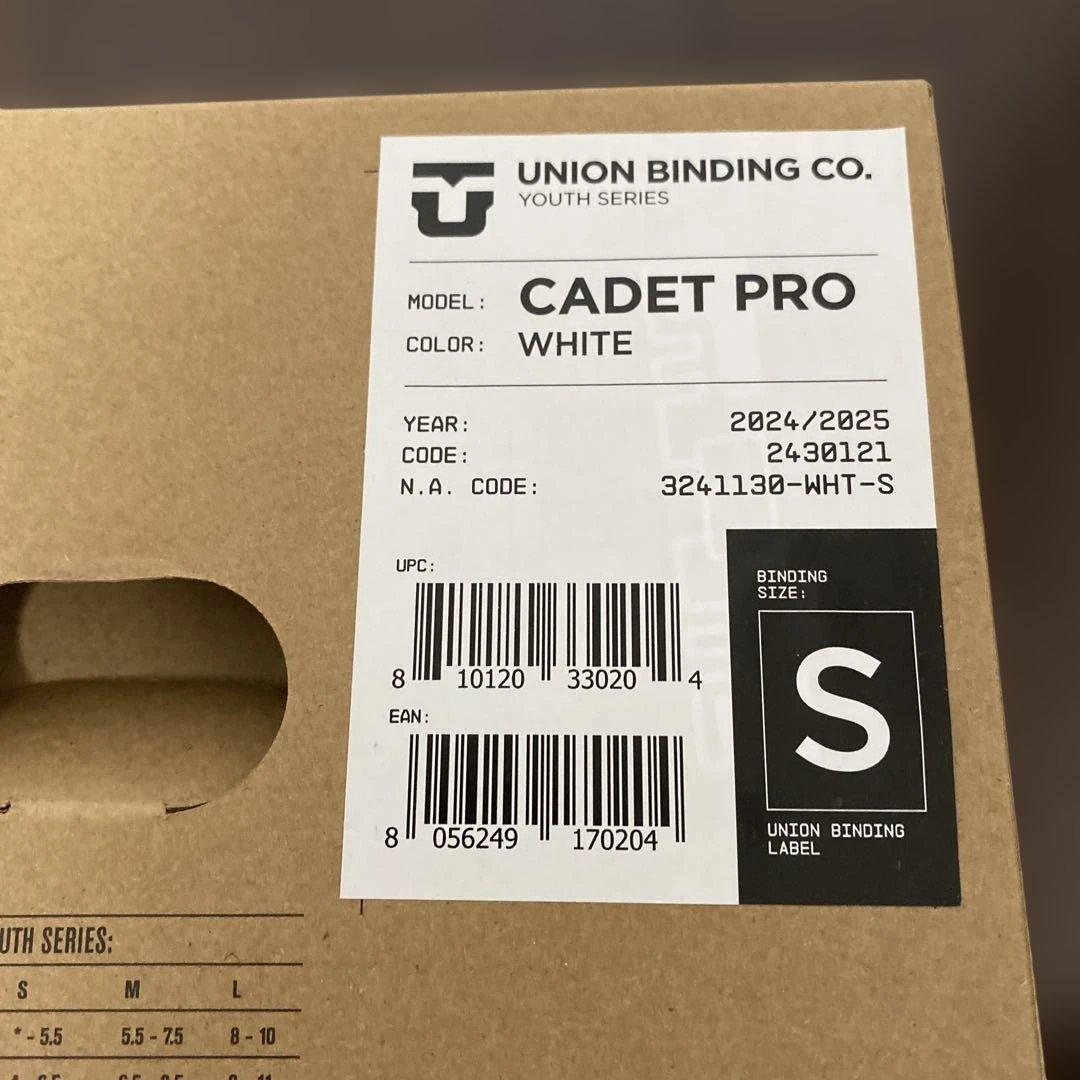 UNION BINDING CO.
YOUTH SERIES
MODEL: CADET PRO
COLOR: WHITE
YEAR: 2024/2025
CODE: 2430121
N.A. CODE: 3241130-WHT-S
UPC:
8 10120 33020 4
EAN:
8 056249 170204
BINDING
SIZE:
S
UNION BINDING
LABEL
UTH SERIES:
S M L
* - 5.5 5.5 - 7.5 8 - 10